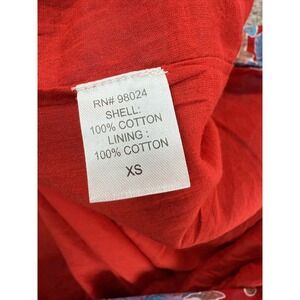 RN# 98024
SHELL:
100% COTTON
LINING :
100% COTTON
XS